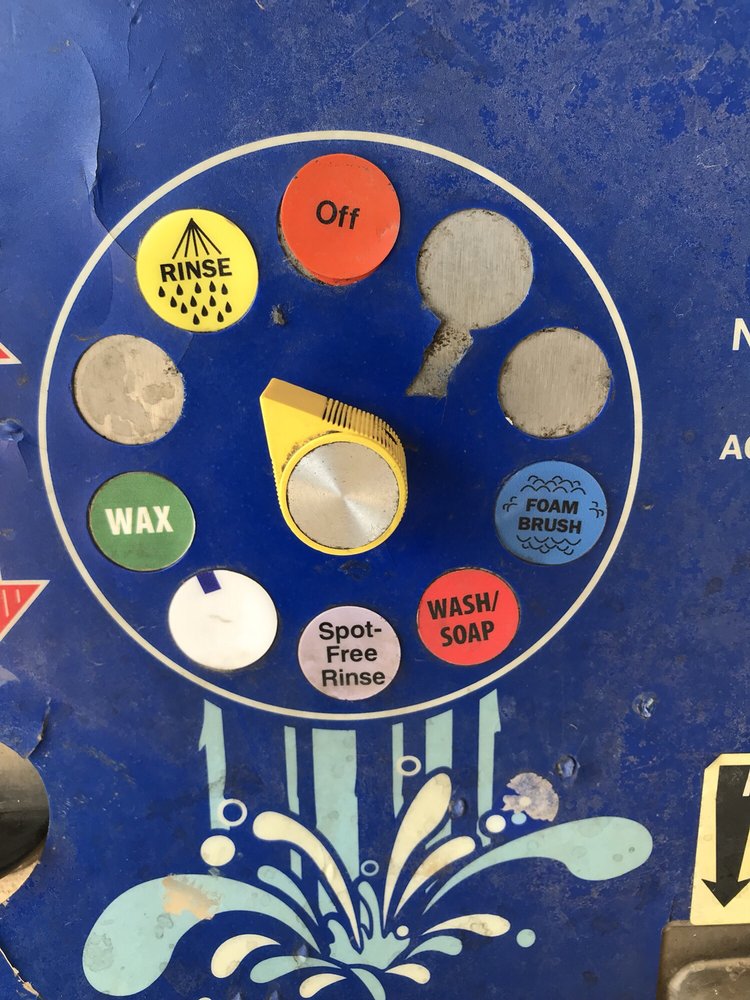 Off
RINSE
FOAM
BRUSH
WAX
WASH/
SOAP
Spot-
Free
Rinse